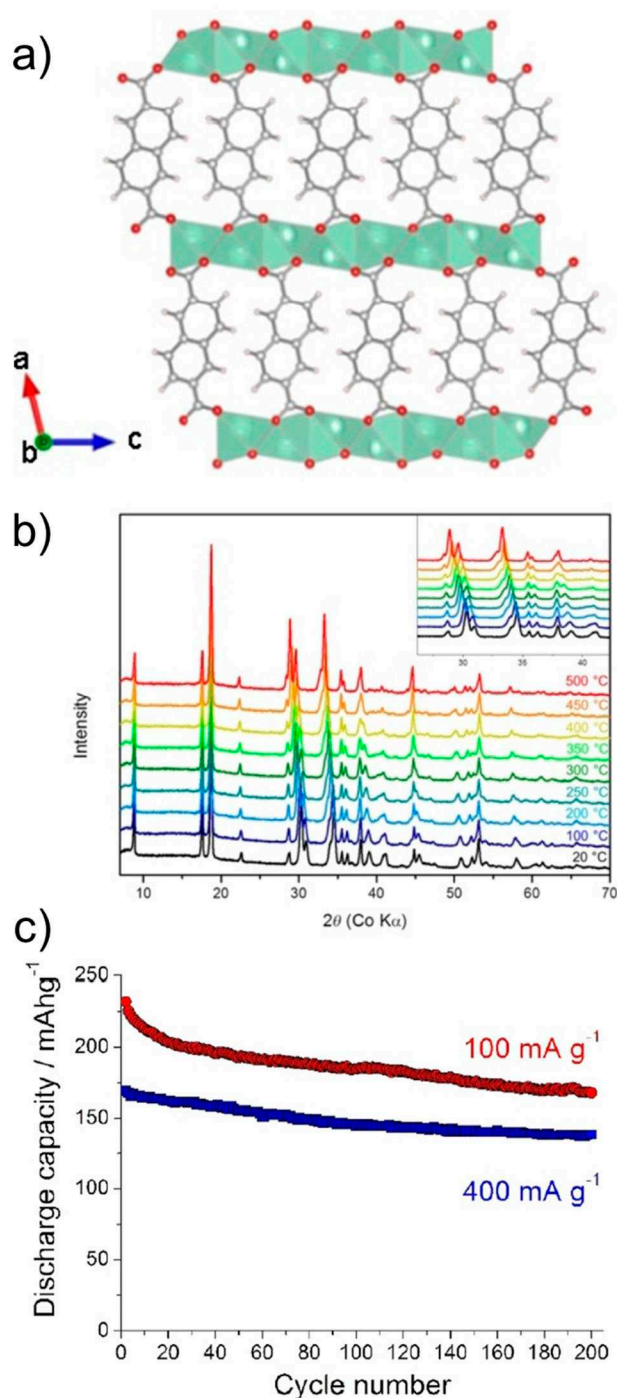 a)
a
b
c
b)
Intensity
30
35
40
500 °C
450 °C
400 °C
350 °C
300 °C
250 °C
200 °C
100 °C
20 °C
10
20
30
40
50
60
70
2θ (Co Kα)
c)
Discharge capacity / mAhg⁻¹
250
200
150
100
50
0
100 mA g⁻¹
400 mA g⁻¹
0
20
40
60
80
100
120
140
160
180
200
Cycle number